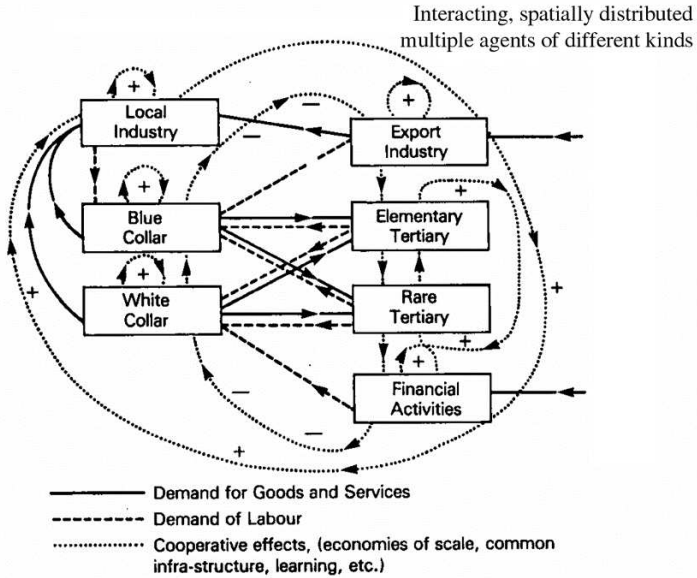 Interacting, spatially distributed
multiple agents of different kinds
+
Local
Industry
+
Export
Industry
−
−
+
Blue
Collar
Elementary
Tertiary
+
+
White
Collar
Rare
Tertiary
+
+
+
+
Financial
Activities
−
−
+
Demand for Goods and Services
Demand of Labour
Cooperative effects, (economies of scale, common
infra-structure, learning, etc.)